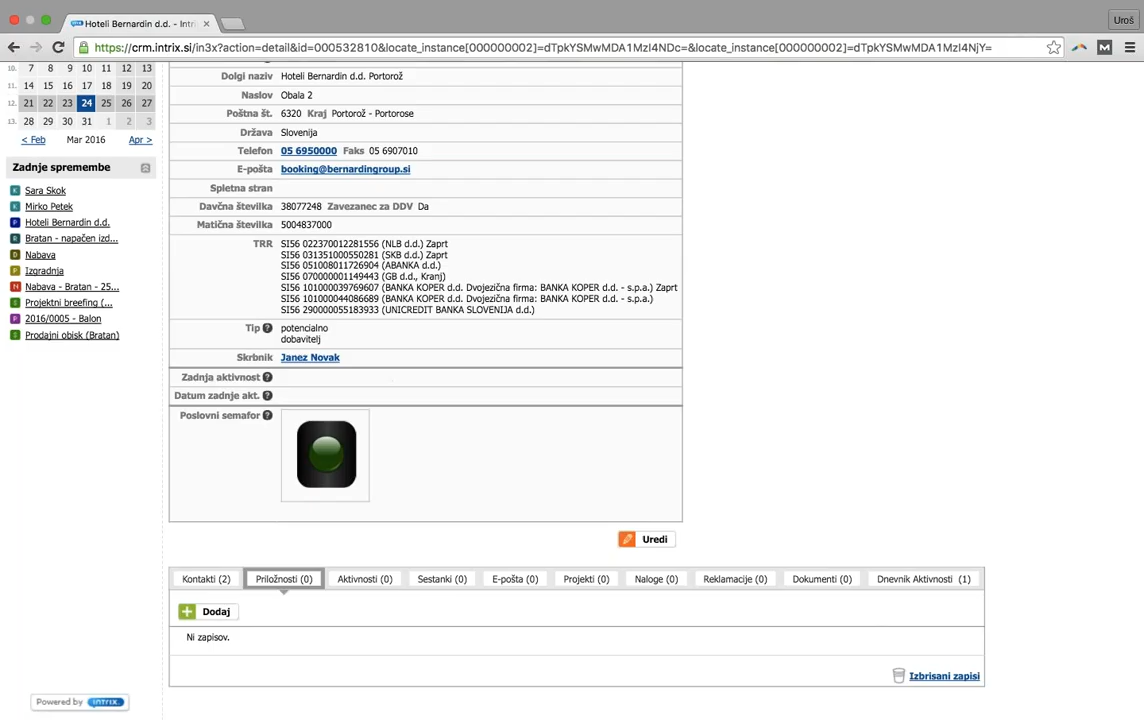 Hoteli Bernardin d.d. - Intri
Uroš
https://crm.intrix.si/in3x?action=detail&id=000532810&locate_instance[000000002]=dTpkYSMwMDA1MzI4NDc=&locate_instance[000000002]=dTpkYSMwMDA1MzI4NjY=
10. 7 8 9 10 11 12 13
11. 14 15 16 17 18 19 20
12. 21 22 23 24 25 26 27
13. 28 29 30 31 1 2 3
< Feb Mar 2016 Apr >
Zadnje spremembe
K Sara Skok
K Mirko Petek
P Hoteli Bernardin d.d.
R Bratan - napačen izd...
D Nabava
P Izgradnja
N Nabava - Bratan - 25...
S Projektni breefing (...
P 2016/0005 - Balon
S Prodajni obisk (Bratan)
Dolgi naziv Hoteli Bernardin d.d. Portorož
Naslov Obala 2
Poštna št. 6320 Kraj Portorož - Portorose
Država Slovenija
Telefon 05 6950000 Faks 05 6907010
E-pošta booking@bernardingroup.si
Spletna stran
Davčna številka 38077248 Zavezanec za DDV Da
Matična številka 5004837000
TRR SI56 022370012281556 (NLB d.d.) Zaprt
SI56 031351000550281 (SKB d.d.) Zaprt
SI56 051008011726904 (ABANKA d.d.)
SI56 070000001149443 (GB d.d., Kranj)
SI56 101000039769607 (BANKA KOPER d.d. Dvojezična firma: BANKA KOPER d.d. - s.p.a.) Zaprt
SI56 101000044086689 (BANKA KOPER d.d. Dvojezična firma: BANKA KOPER d.d. - s.p.a.)
SI56 290000055183933 (UNICREDIT BANKA SLOVENIJA d.d.)
Tip ? potencialno
dobavitelj
Skrbnik Janez Novak
Zadnja aktivnost ?
Datum zadnje akt. ?
Poslovni semafor ?
Uredi
Kontakti (2) Priložnosti (0) Aktivnosti (0) Sestanki (0) E-pošta (0) Projekti (0) Naloge (0) Reklamacije (0) Dokumenti (0) Dnevnik Aktivnosti (1)
+ Dodaj
Ni zapisov.
Izbrisani zapisi
Powered by INTRIX